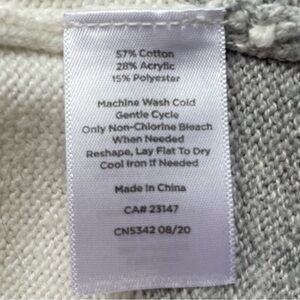 57% Cotton
28% Acrylic
15% Polyester
Machine Wash Cold
Gentle Cycle
Only Non-Chlorine Bleach
When Needed
Reshape, Lay Flat To Dry
Cool Iron If Needed
Made in China
CA# 23147
CN5342 08/20